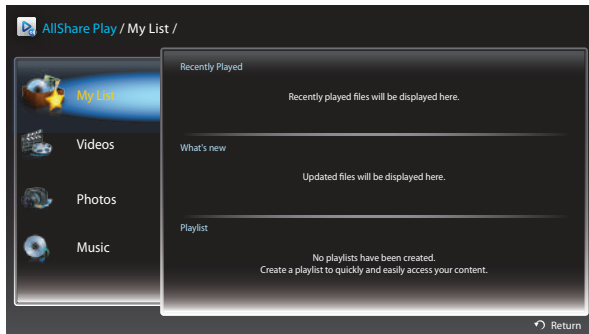 AllShare Play / My List /
My List
Videos
Photos
Music
Recently Played
Recently played files will be displayed here.
What's new
Updated files will be displayed here.
Playlist
No playlists have been created.
Create a playlist to quickly and easily access your content.
Return